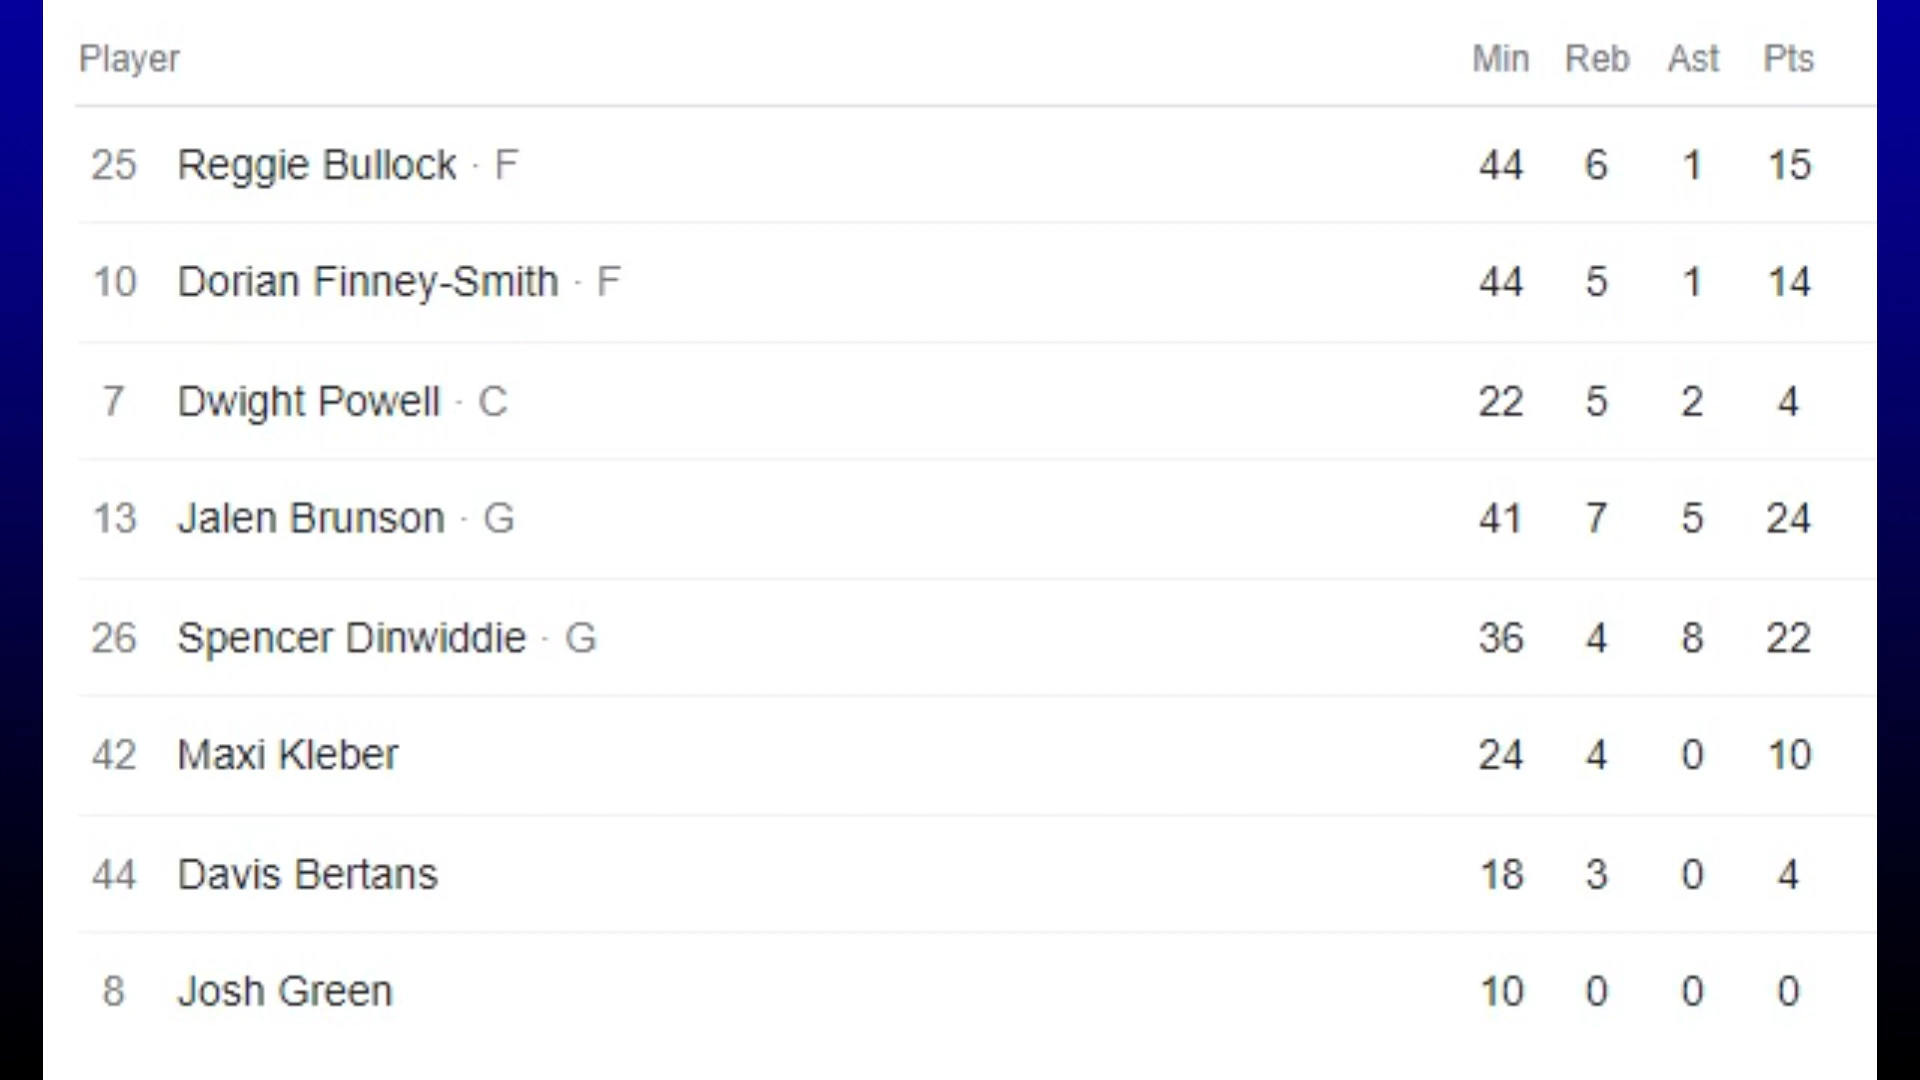 Player Min Reb Ast Pts
25 Reggie Bullock · F 44 6 1 15
10 Dorian Finney-Smith · F 44 5 1 14
7 Dwight Powell · C 22 5 2 4
13 Jalen Brunson · G 41 7 5 24
26 Spencer Dinwiddie · G 36 4 8 22
42 Maxi Kleber 24 4 0 10
44 Davis Bertans 18 3 0 4
8 Josh Green 10 0 0 0